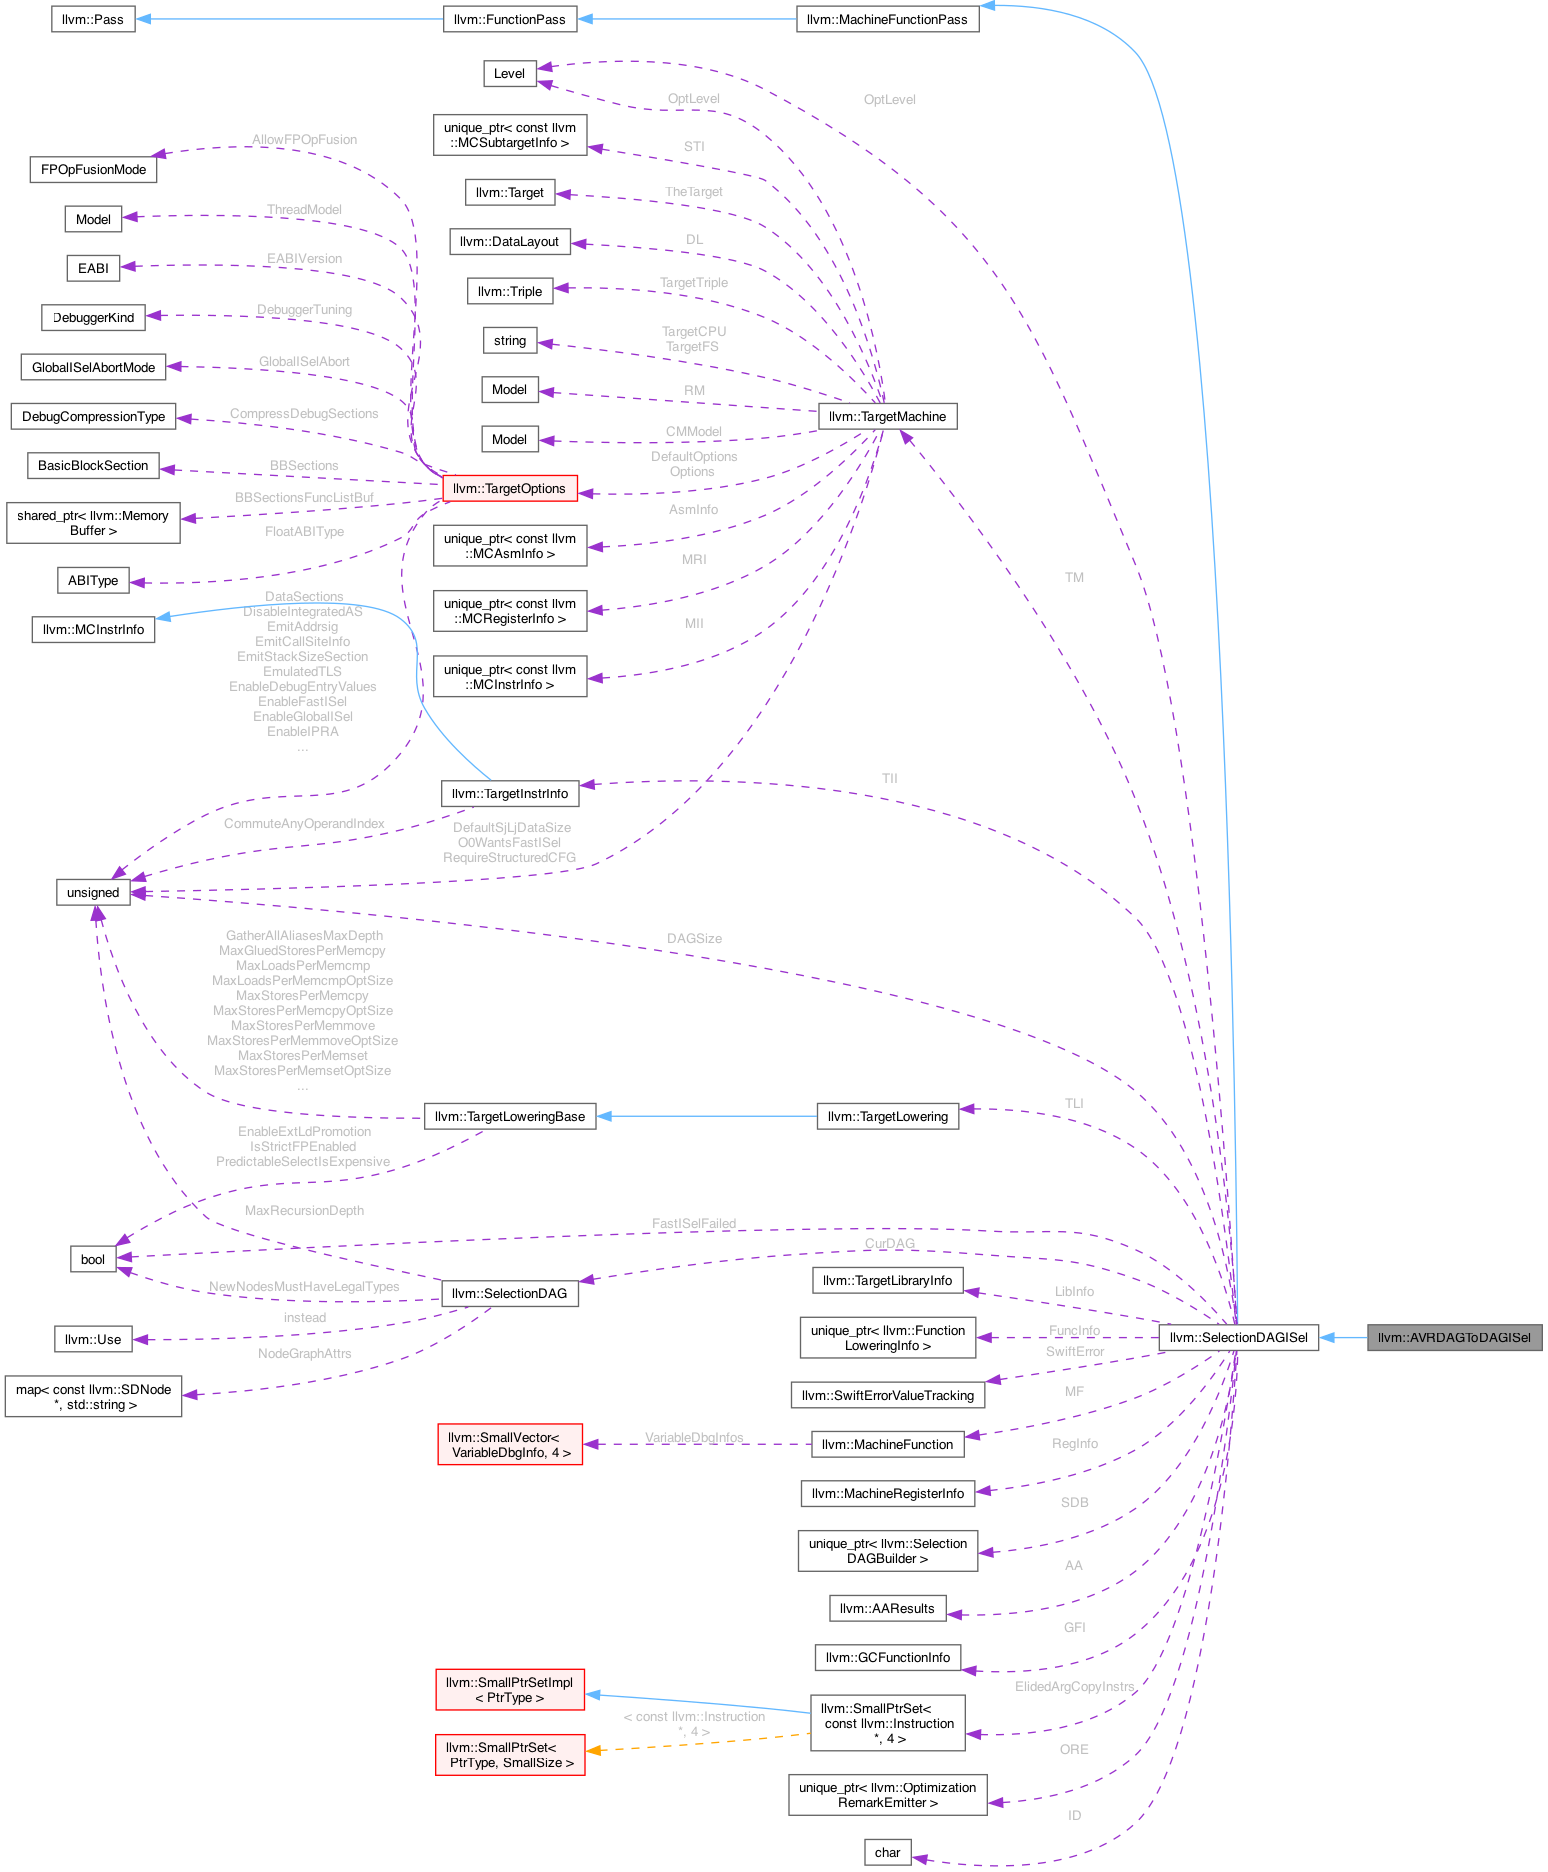 llvm::Pass
llvm::FunctionPass
llvm::MachineFunctionPass
Level
OptLevel
OptLevel
unique_ptr< const llvm
::MCSubtargetInfo >
STI
AllowFPOpFusion
FPOpFusionMode
llvm::Target
TheTarget
Model
ThreadModel
llvm::DataLayout
DL
EABI
EABIVersion
llvm::Triple
TargetTriple
DebuggerKind
DebuggerTuning
string
TargetCPU
TargetFS
GlobalISelAbortMode
GlobalISelAbort
Model
RM
llvm::TargetMachine
DebugCompressionType
CompressDebugSections
Model
CMModel
BasicBlockSection
BBSections
llvm::TargetOptions
DefaultOptions
Options
shared_ptr< llvm::Memory
Buffer >
BBSectionsFuncListBuf
AsmInfo
unique_ptr< const llvm
::MCAsmInfo >
FloatABIType
ABIType
MRI
TM
unique_ptr< const llvm
::MCRegisterInfo >
llvm::MCInstrInfo
MII
unique_ptr< const llvm
::MCInstrInfo >
DataSections
DisableIntegratedAS
EmitAddrsig
EmitCallSiteInfo
EmitStackSizeSection
EmulatedTLS
EnableDebugEntryValues
EnableFastISel
EnableGlobalISel
EnableIPRA
...
llvm::TargetInstrInfo
TII
CommuteAnyOperandIndex
DefaultSjLjDataSize
O0WantsFastISel
RequireStructuredCFG
unsigned
DAGSize
GatherAllAliasesMaxDepth
MaxGluedStoresPerMemcpy
MaxLoadsPerMemcmp
MaxLoadsPerMemcmpOptSize
MaxStoresPerMemcpy
MaxStoresPerMemcpyOptSize
MaxStoresPerMemmove
MaxStoresPerMemmoveOptSize
MaxStoresPerMemset
MaxStoresPerMemsetOptSize
...
llvm::TargetLoweringBase
llvm::TargetLowering
TLI
EnableExtLdPromotion
IsStrictFPEnabled
PredictableSelectIsExpensive
MaxRecursionDepth
FastISelFailed
CurDAG
bool
NewNodesMustHaveLegalTypes
llvm::SelectionDAG
llvm::TargetLibraryInfo
LibInfo
llvm::Use
instead
unique_ptr< llvm::Function
LoweringInfo >
FuncInfo
llvm::SelectionDAGISel
llvm::AVRDAGToDAGISel
NodeGraphAttrs
SwiftError
map< const llvm::SDNode
*, std::string >
llvm::SwiftErrorValueTracking
MF
llvm::SmallVector<
VariableDbgInfo, 4 >
VariableDbgInfos
llvm::MachineFunction
RegInfo
llvm::MachineRegisterInfo
SDB
unique_ptr< llvm::Selection
DAGBuilder >
AA
llvm::AAResults
GFI
llvm::GCFunctionInfo
llvm::SmallPtrSetImpl
< PtrType >
ElidedArgCopyInstrs
llvm::SmallPtrSet<
const llvm::Instruction
*, 4 >
< const llvm::Instruction
*, 4 >
llvm::SmallPtrSet<
PtrType, SmallSize >
ORE
unique_ptr< llvm::Optimization
RemarkEmitter >
ID
char